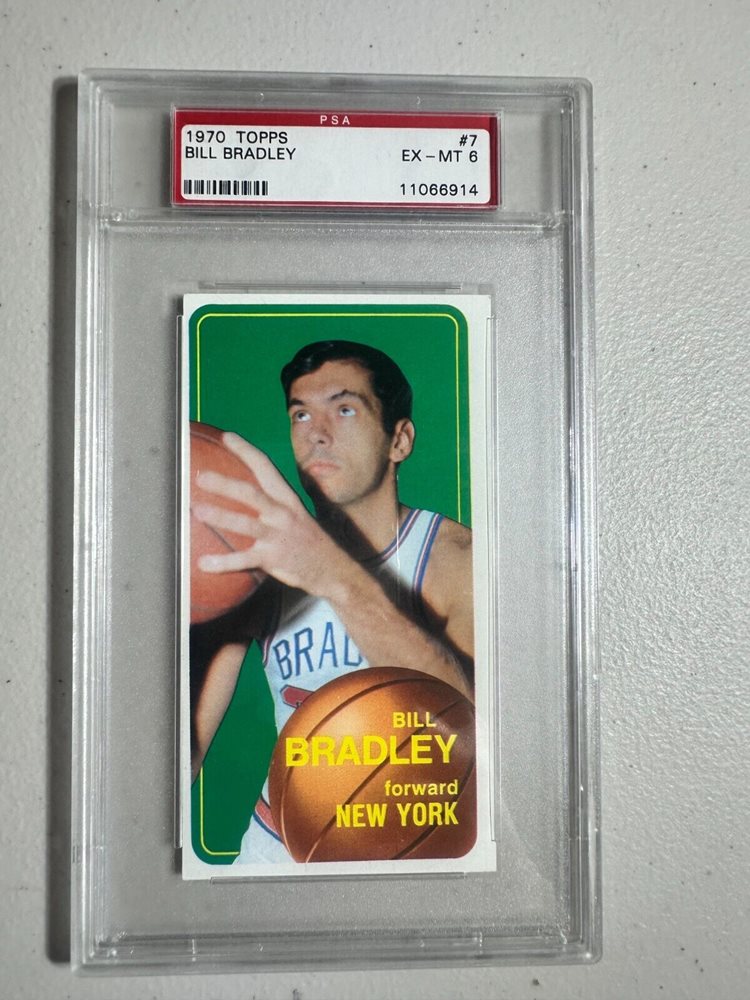 PSA
1970 TOPPS #7
BILL BRADLEY EX-MT 6
11066914
BRAD
BILL
BRADLEY
forward
NEW YORK